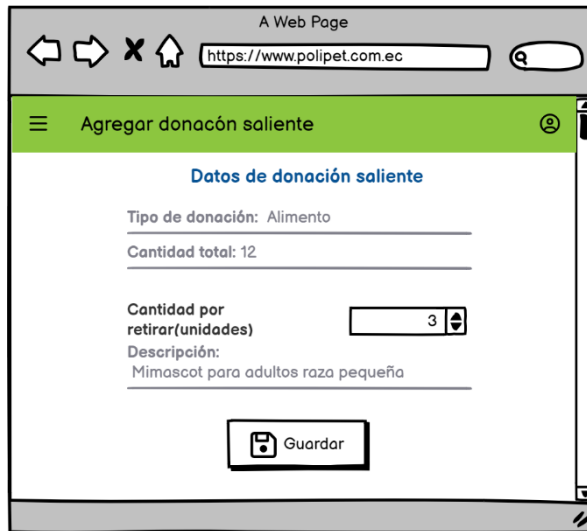 A Web Page
https://www.polipet.com.ec
Agregar donacón saliente
Datos de donación saliente
Tipo de donación: Alimento
Cantidad total: 12
Cantidad por
retirar(unidades)
3
Descripción:
Mimascot para adultos raza pequeña
Guardar